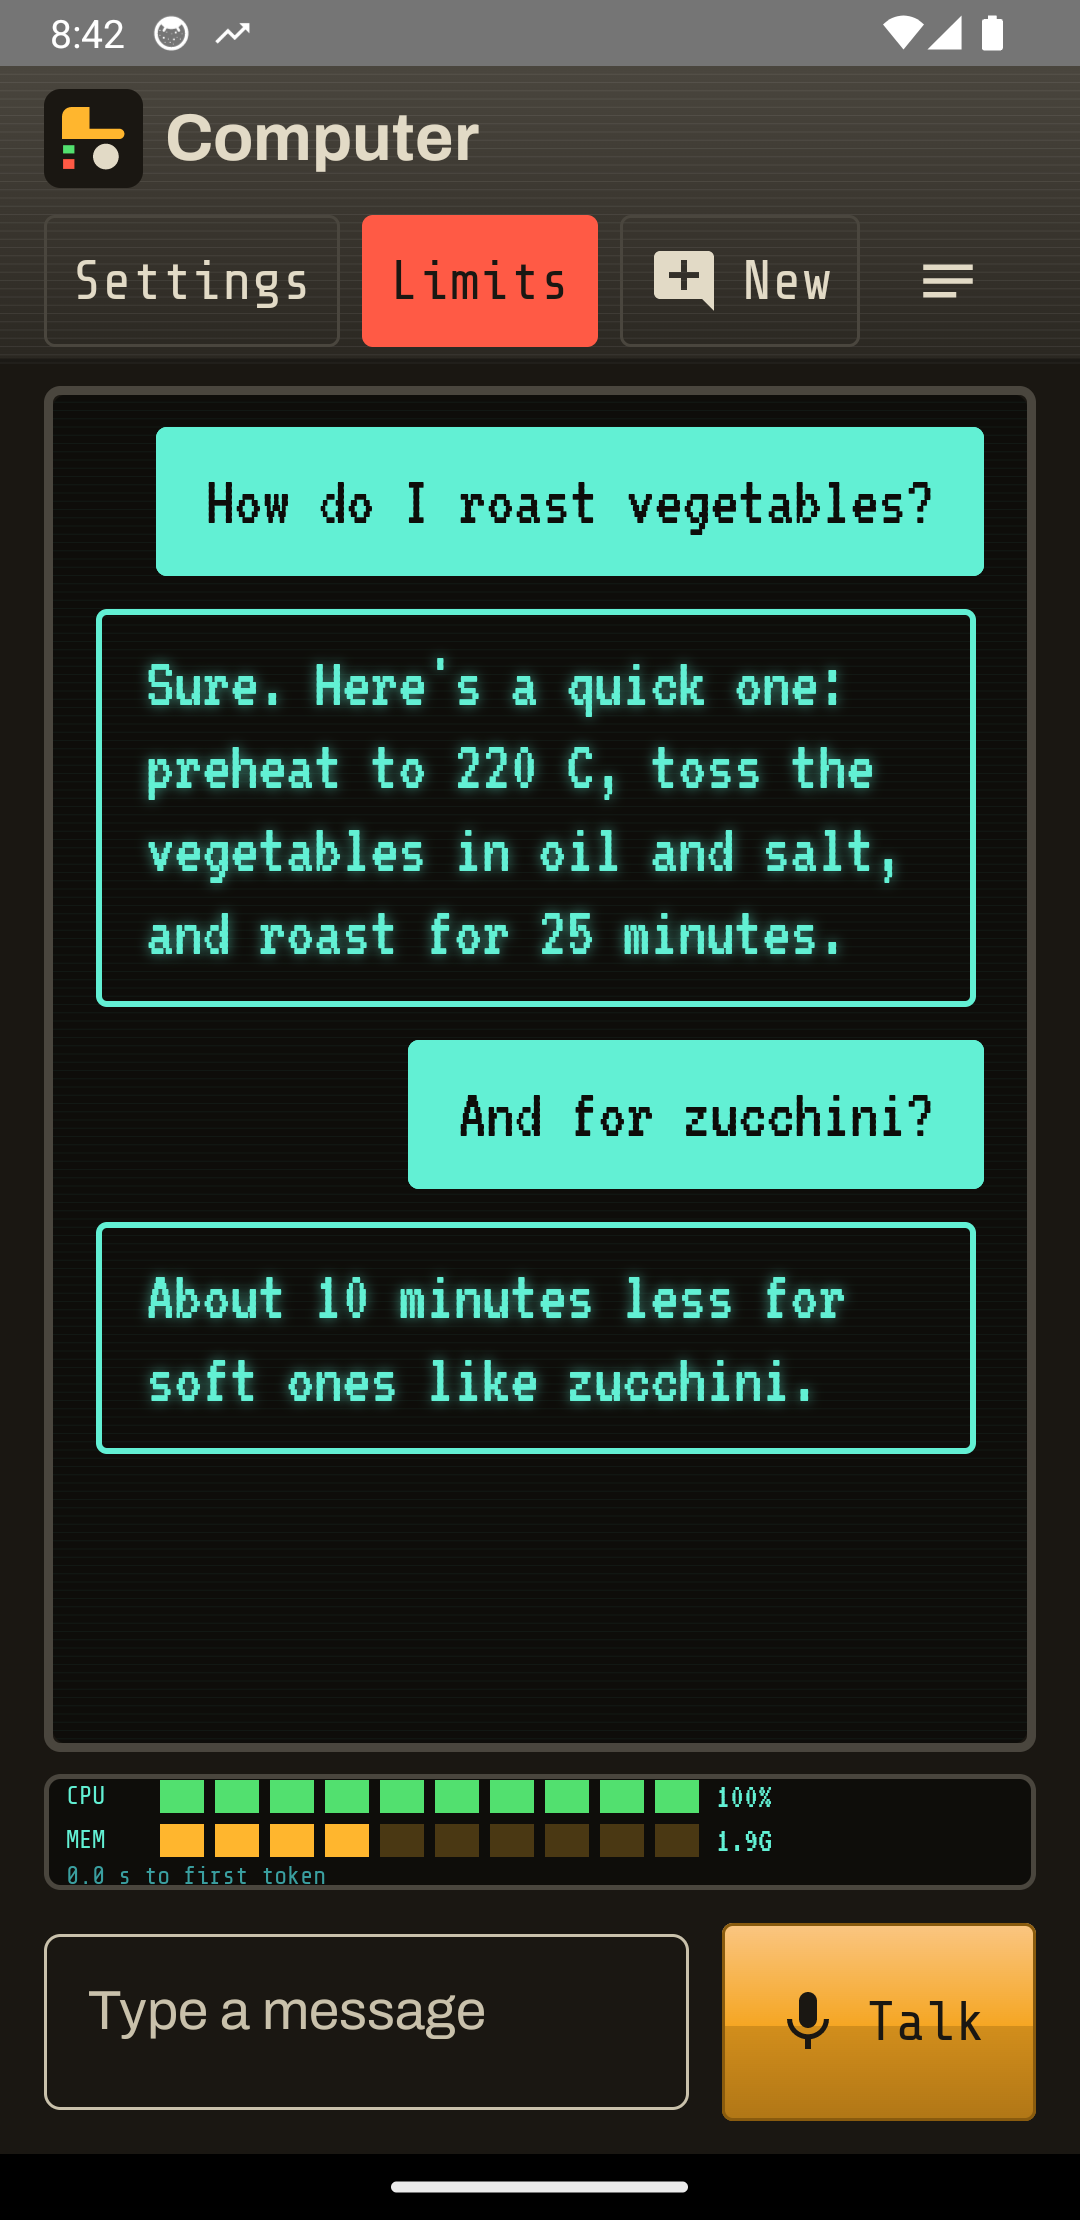 8:42
Computer
Settings
Limits
New
How do I roast vegetables?
Sure. Here's a quick one:
preheat to 220 C, toss the
vegetables in oil and salt,
and roast for 25 minutes.
And for zucchini?
About 10 minutes less for
soft ones like zucchini.
CPU 100%
MEM 1.9G
0.0 s to first token
Type a message
Talk